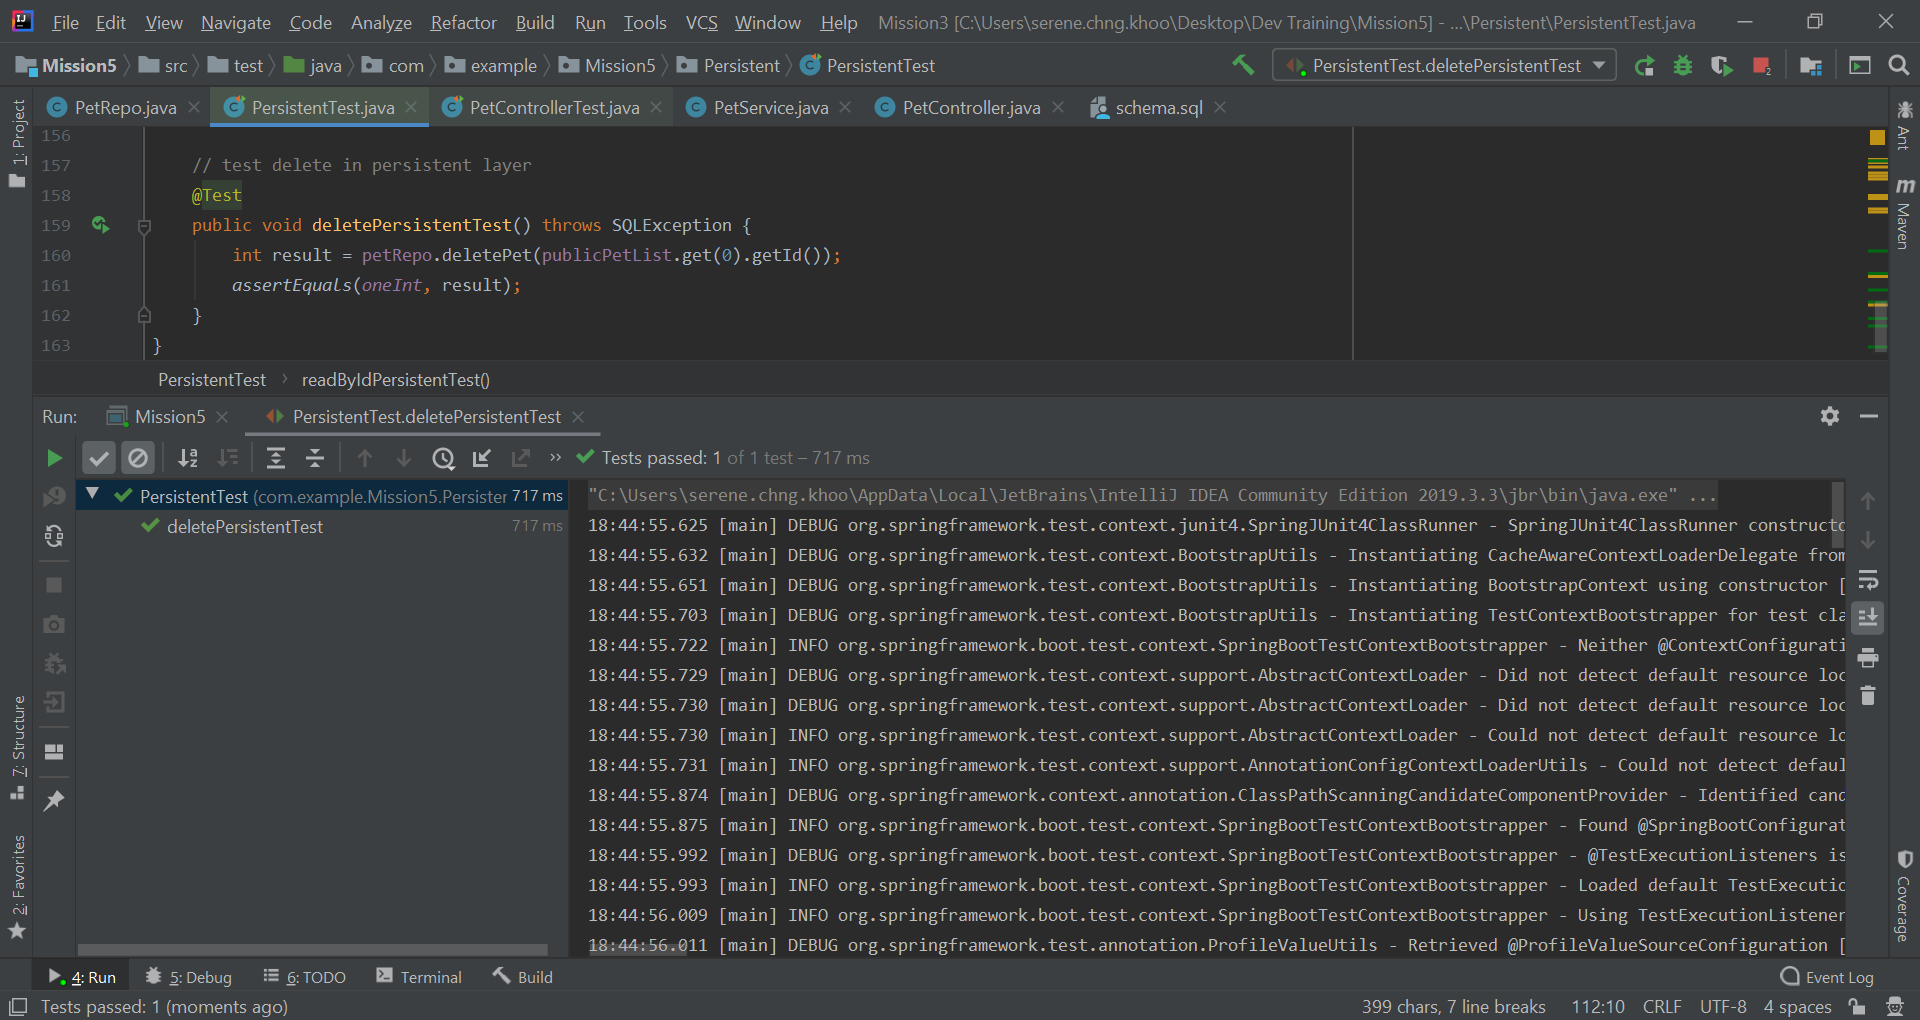 File Edit View Navigate Code Analyze Refactor Build Run Tools VCS Window Help Mission3 [C:\Users\serene.chng.khoo\Desktop\Dev Training\Mission5] - ...\Persistent\PersistentTest.java
Mission5 src test java com example Mission5 Persistent PersistentTest PersistentTest.deletePersistentTest 2
PetRepo.java PersistentTest.java PetControllerTest.java PetService.java PetController.java schema.sql
1: Project
7: Structure
2: Favorites
156
157 // test delete in persistent layer
158 @Test
159 public void deletePersistentTest() throws SQLException {
160 int result = petRepo.deletePet(publicPetList.get(0).getId());
161 assertEquals(oneInt, result);
162 }
163 }
PersistentTest readByIdPersistentTest()
Ant
Maven
Coverage
Run: Mission5 PersistentTest.deletePersistentTest
Tests passed: 1 of 1 test – 717 ms
PersistentTest (com.example.Mission5.Persister 717 ms
deletePersistentTest 717 ms
"C:\Users\serene.chng.khoo\AppData\Local\JetBrains\IntelliJ IDEA Community Edition 2019.3.3\jbr\bin\java.exe" ...
18:44:55.625 [main] DEBUG org.springframework.test.context.junit4.SpringJUnit4ClassRunner - SpringJUnit4ClassRunner constructo
18:44:55.632 [main] DEBUG org.springframework.test.context.BootstrapUtils - Instantiating CacheAwareContextLoaderDelegate from
18:44:55.651 [main] DEBUG org.springframework.test.context.BootstrapUtils - Instantiating BootstrapContext using constructor [
18:44:55.703 [main] DEBUG org.springframework.test.context.BootstrapUtils - Instantiating TestContextBootstrapper for test cla
18:44:55.722 [main] INFO org.springframework.boot.test.context.SpringBootTestContextBootstrapper - Neither @ContextConfigurati
18:44:55.729 [main] DEBUG org.springframework.test.context.support.AbstractContextLoader - Did not detect default resource loc
18:44:55.730 [main] DEBUG org.springframework.test.context.support.AbstractContextLoader - Did not detect default resource loc
18:44:55.730 [main] INFO org.springframework.test.context.support.AbstractContextLoader - Could not detect default resource lo
18:44:55.731 [main] INFO org.springframework.test.context.support.AnnotationConfigContextLoaderUtils - Could not detect defaul
18:44:55.874 [main] DEBUG org.springframework.context.annotation.ClassPathScanningCandidateComponentProvider - Identified cand
18:44:55.875 [main] INFO org.springframework.boot.test.context.SpringBootTestContextBootstrapper - Found @SpringBootConfigurat
18:44:55.992 [main] DEBUG org.springframework.boot.test.context.SpringBootTestContextBootstrapper - @TestExecutionListeners is
18:44:55.993 [main] INFO org.springframework.boot.test.context.SpringBootTestContextBootstrapper - Loaded default TestExecutio
18:44:56.009 [main] INFO org.springframework.boot.test.context.SpringBootTestContextBootstrapper - Using TestExecutionListener
18:44:56.011 [main] DEBUG org.springframework.test.annotation.ProfileValueUtils - Retrieved @ProfileValueSourceConfiguration [
4: Run 5: Debug 6: TODO Terminal Build Event Log
Tests passed: 1 (moments ago) 399 chars, 7 line breaks 112:10 CRLF UTF-8 4 spaces